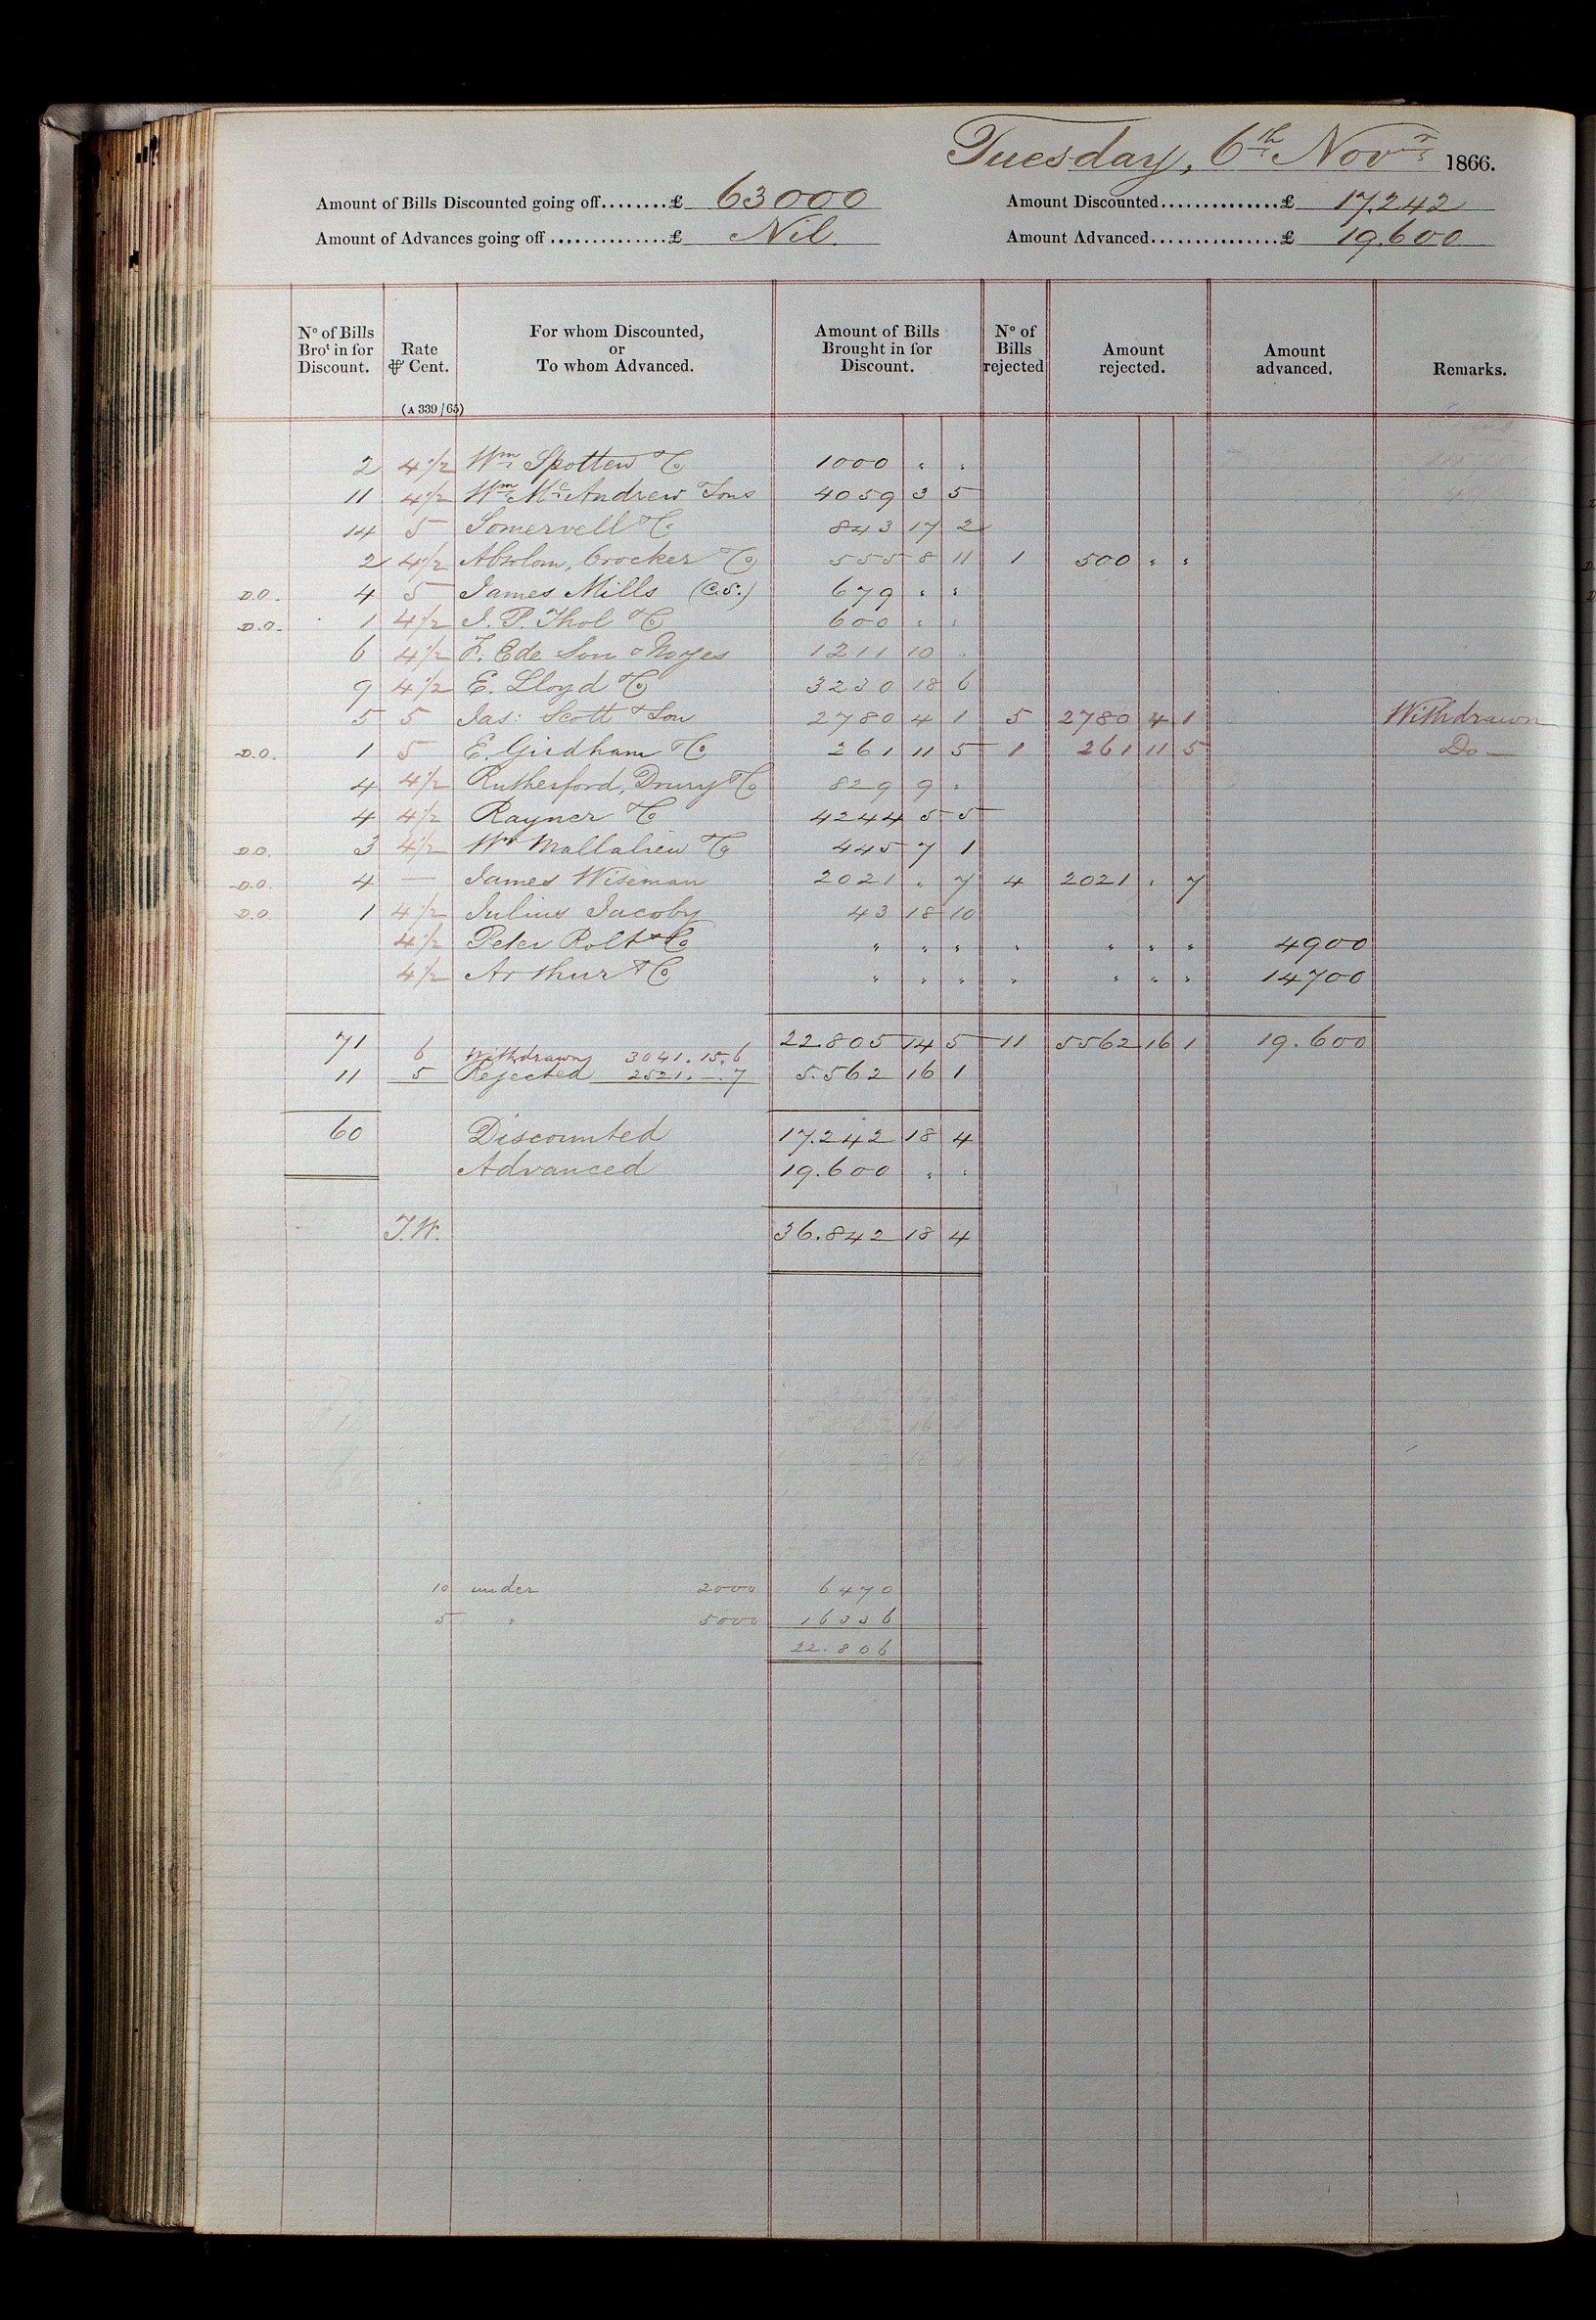 Tuesday, 6th Novr 1866.
Amount of Bills Discounted going off........£ 63000 Amount Discounted..............£ 17.242
Amount of Advances going off ..............£ Nil. Amount Advanced................£ 19.600
No of Bills Brot in for Discount. Rate ⅌ Cent. (A 339/65) For whom Discounted, or To whom Advanced. Amount of Bills Brought in for Discount. No of Bills rejected Amount rejected. Amount advanced. Remarks.
2 4½ Wm Spotten & Co 1000 " "
11 4½ Wm McAndrew & Sons 4059 3 5
14 5 Somervell & Co 843 17 2
2 4½ Absolom, Crocker & Co 555 8 11 1 500 " "
D.O. 4 5 James Mills (C.S.) 679 " "
D.O. 1 4½ J. P. Thol & Co 600 " "
6 4½ F. Ede Son & Noyes 1211 10 "
9 4½ E. Lloyd & Co 3230 18 6
5 5 Jas: Scott & Son 2780 4 1 5 2780 4 1 Withdrawn
D.O. 1 5 E. Girdham & Co 261 11 5 1 261 11 5 Do —
4 4½ Rutherford, Drury & Co 829 9 "
4 4½ Rayner & Co 4244 5 5
D.O. 3 4½ Wm Mallalieu & Co 445 7 1
D.O. 4 — James Wiseman 2021 " 7 4 2021 " 7
D.O. 1 4½ Julius Jacoby 43 18 10
4½ Peter Rolt & Co " " " " " " " 4900
4½ Arthur & Co " " " " " " " 14700
71 22.805 14 5 11 5562 16 1 19.600
6 Withdrawn 3041.15.6
11 5 Rejected 2521.—.7 5.562 16 1
60 Discounted 17.242 18 4
Advanced 19.600 " "
J.W. 36.842 18 4
10 under 2000 6470
5 " 5000 16336
22.806